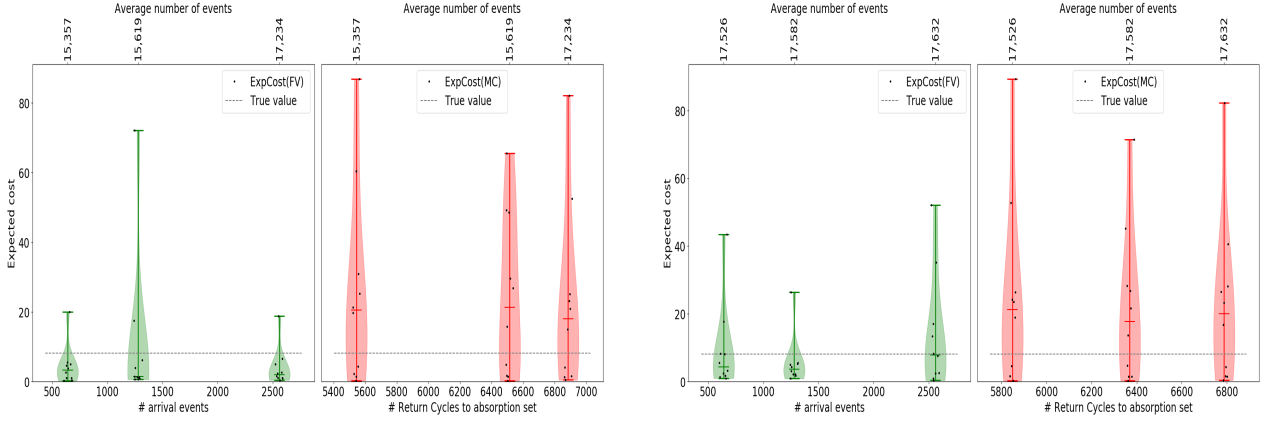 Average number of events
Average number of events
Average number of events
Average number of events
15,357
15,619
17,234
15,357
15,619
17,234
17,526
17,582
17,632
17,526
17,582
17,632
ExpCost(FV)
True value
ExpCost(MC)
True value
ExpCost(FV)
True value
ExpCost(MC)
True value
Expected cost
80
60
40
20
0
Expected cost
80
60
40
20
0
500 1000 1500 2000 2500
5400 5600 5800 6000 6200 6400 6600 6800 7000
500 1000 1500 2000 2500
5800 6000 6200 6400 6600 6800
# arrival events
# Return Cycles to absorption set
# arrival events
# Return Cycles to absorption set